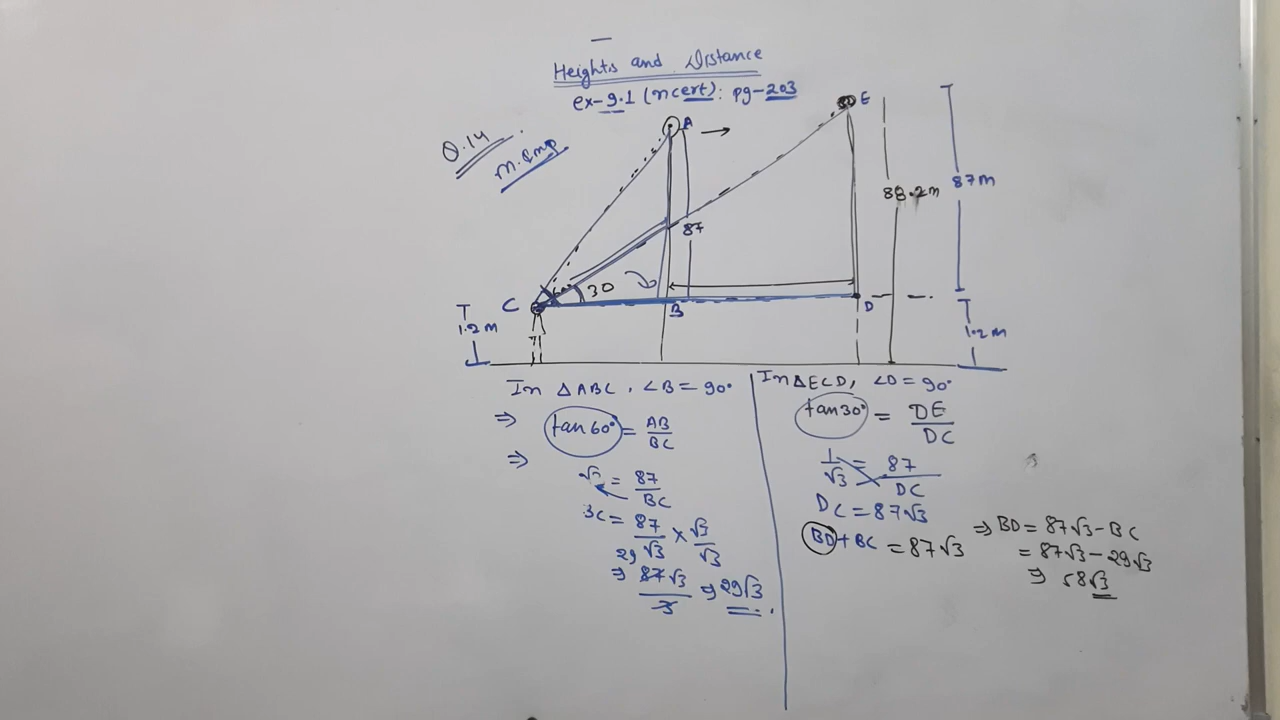 Heights and Distance
ex-9.1 (ncert): pg-203
Q.14
m.Imp
A
E
88.2m
87m
87
30
C
B
D
1.2m
1.2m
In △ABC, ∠B = 90°
⇒ tan60° = AB/BC
⇒
√3 = 87/BC
BC = 87/√3 × √3/√3
29
⇒ 87√3/3 ⇒ 29√3
In △ECD, ∠D = 90°
tan30° = DE/DC
1/√3 = 87/DC
DC = 87√3
BD + BC = 87√3
⇒ BD = 87√3 - BC
= 87√3 - 29√3
⇒ 58√3